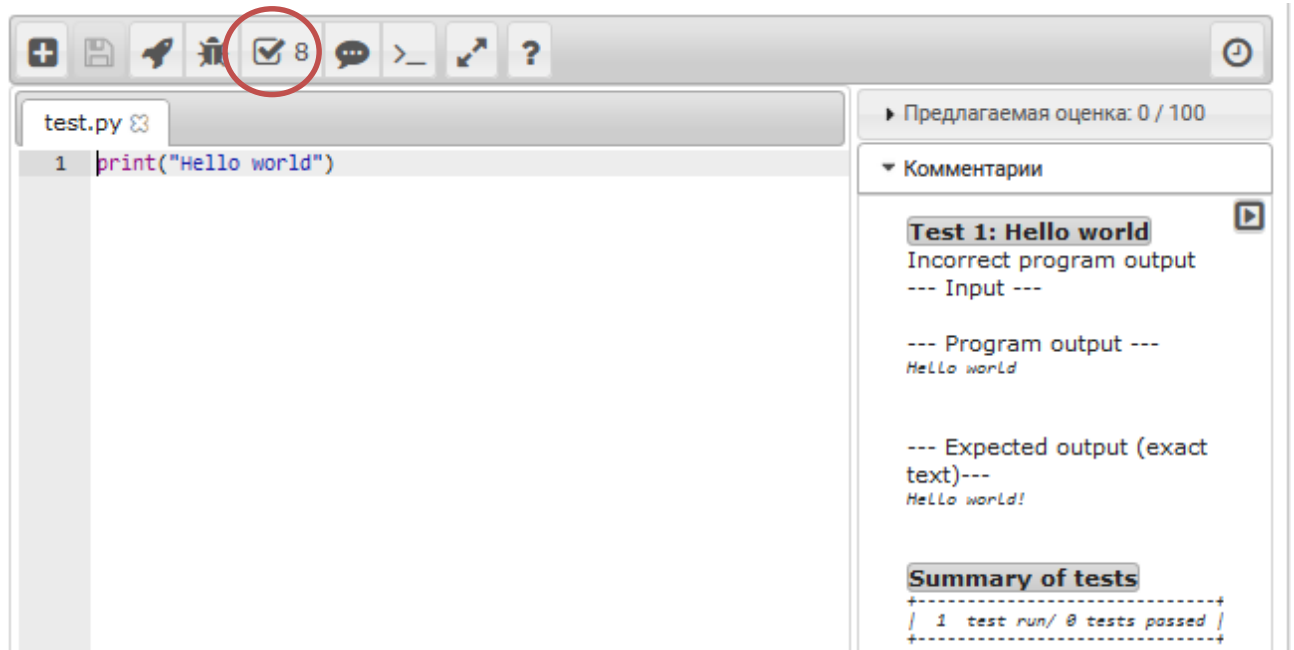 8 >_ ?
test.py
Предлагаемая оценка: 0 / 100
1 print("Hello world")
Комментарии
Test 1: Hello world
Incorrect program output
--- Input ---
--- Program output ---
Hello world
--- Expected output (exact
text)---
Hello world!
Summary of tests
+------------------------------+
| 1 test run/ 0 tests passed |
+------------------------------+